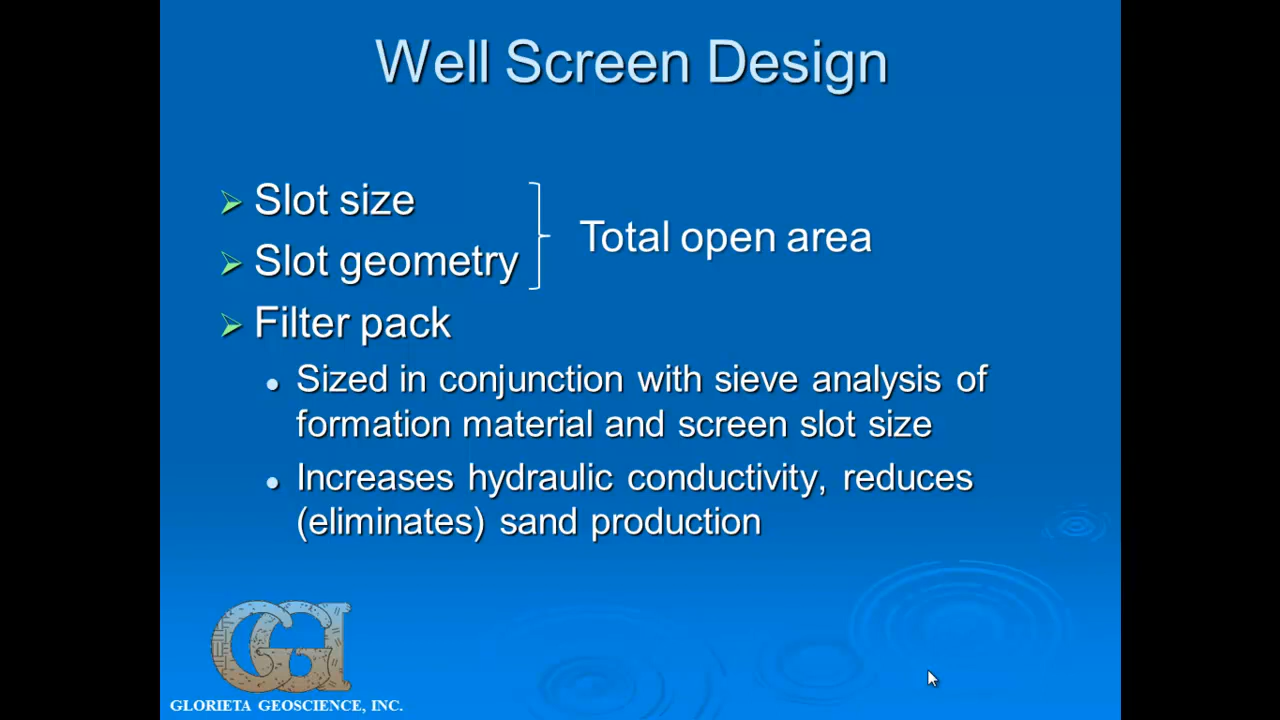 Well Screen Design
Slot size
Slot geometry
Total open area
Filter pack
Sized in conjunction with sieve analysis of
formation material and screen slot size
Increases hydraulic conductivity, reduces
(eliminates) sand production
GGI
GLORIETA GEOSCIENCE, INC.